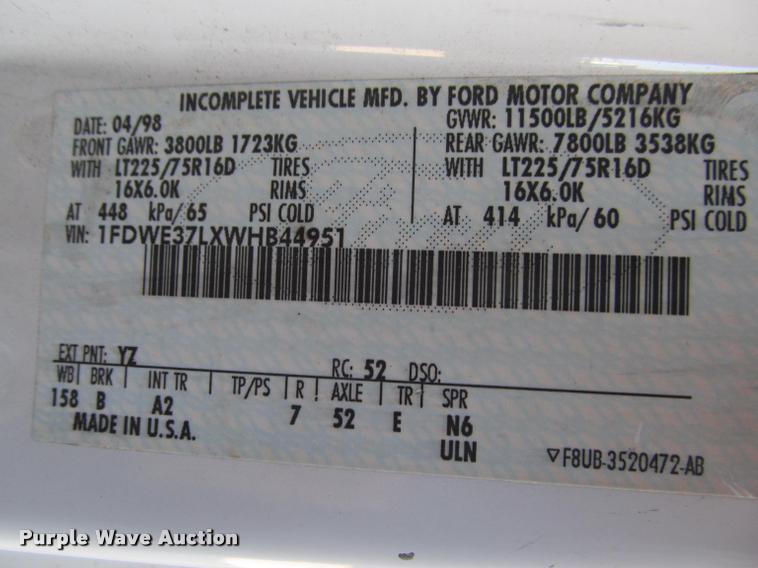 INCOMPLETE VEHICLE MFD. BY FORD MOTOR COMPANY
DATE: 04/98 GVWR: 11500LB/5216KG
FRONT GAWR: 3800LB 1723KG REAR GAWR: 7800LB 3538KG
WITH LT225/75R16D TIRES WITH LT225/75R16D TIRES
16X6.0K RIMS 16X6.0K RIMS
AT 448 kPa/65 PSI COLD AT 414 kPa/60 PSI COLD
VIN: 1FDWE37LXWHB44951
EXT PNT: YZ RC: 52 DSO:
WB BRK INT TR TP/PS R AXLE TR SPR
158 B A2 7 52 E N6
MADE IN U.S.A. ULN ▽F8UB-3520472-AB
Purple Wave Auction